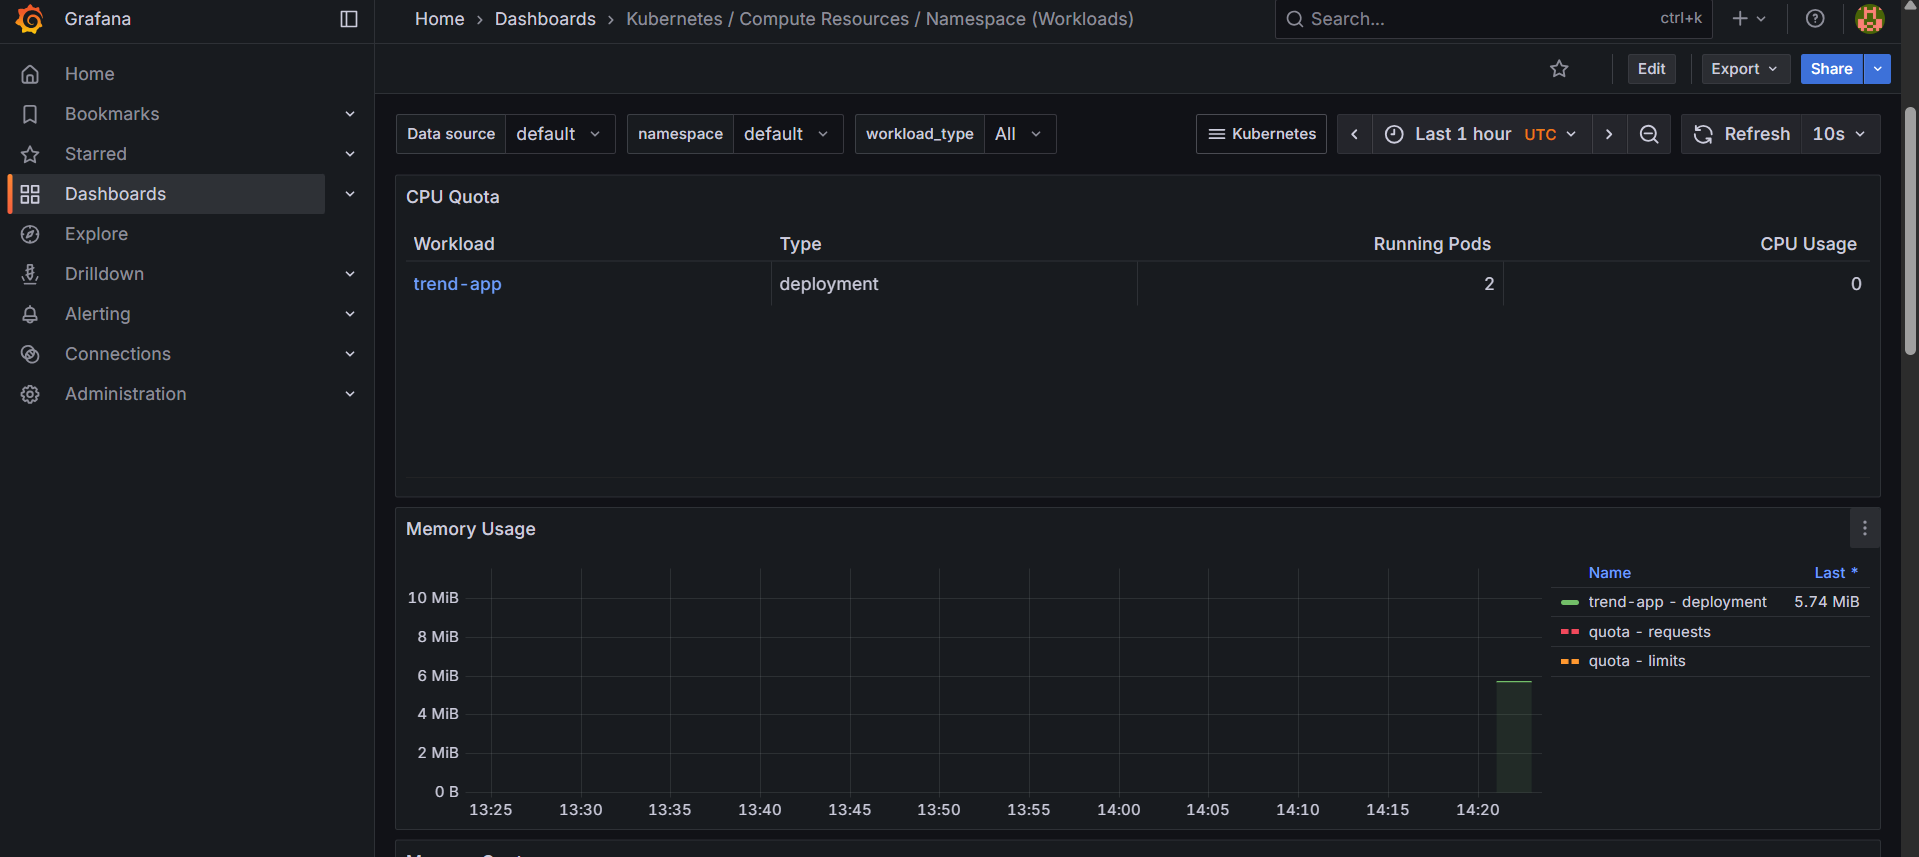 Grafana
Home › Dashboards › Kubernetes / Compute Resources / Namespace (Workloads)
Search... ctrl+k
Home
Bookmarks
Starred
Dashboards
Explore
Drilldown
Alerting
Connections
Administration
Edit Export Share
Data source default namespace default workload_type All Kubernetes Last 1 hour UTC Refresh 10s
CPU Quota
Workload Type Running Pods CPU Usage
trend-app deployment 2 0
Memory Usage
Name Last *
trend-app - deployment 5.74 MiB
quota - requests
quota - limits
10 MiB
8 MiB
6 MiB
4 MiB
2 MiB
0 B
13:25 13:30 13:35 13:40 13:45 13:50 13:55 14:00 14:05 14:10 14:15 14:20